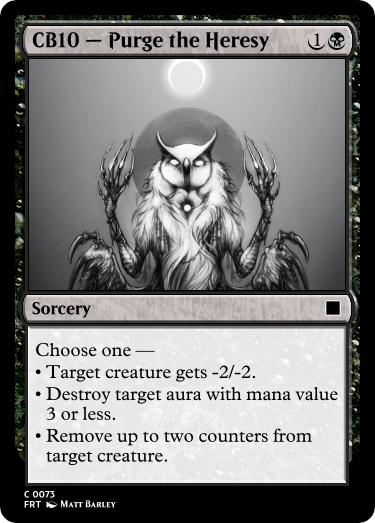 CB10 — Purge the Heresy 1
Sorcery
Choose one —
• Target creature gets -2/-2.
• Destroy target aura with mana value
3 or less.
• Remove up to two counters from
target creature.
C 0073
FRT Matt Barley